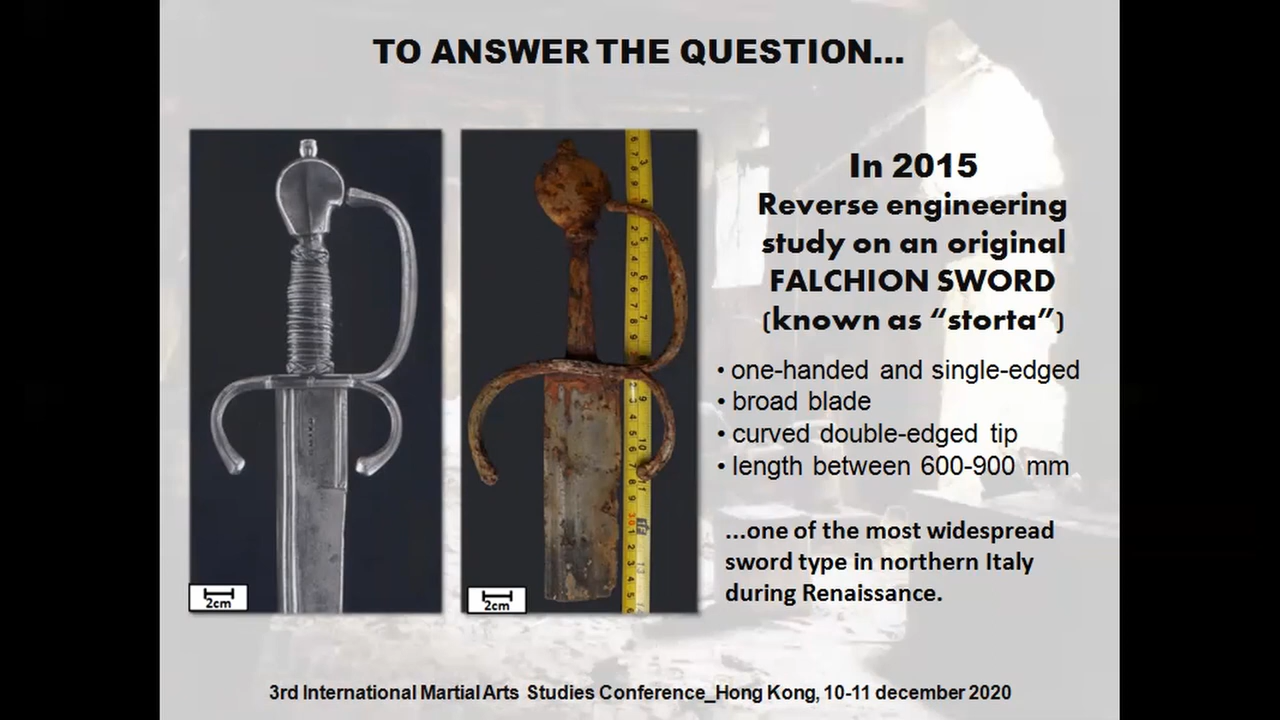 TO ANSWER THE QUESTION...
In 2015
Reverse engineering
study on an original
FALCHION SWORD
(known as “storta”)
• one-handed and single-edged
• broad blade
• curved double-edged tip
• length between 600-900 mm
...one of the most widespread
sword type in northern Italy
during Renaissance.
2cm
2cm
3rd International Martial Arts Studies Conference_Hong Kong, 10-11 december 2020